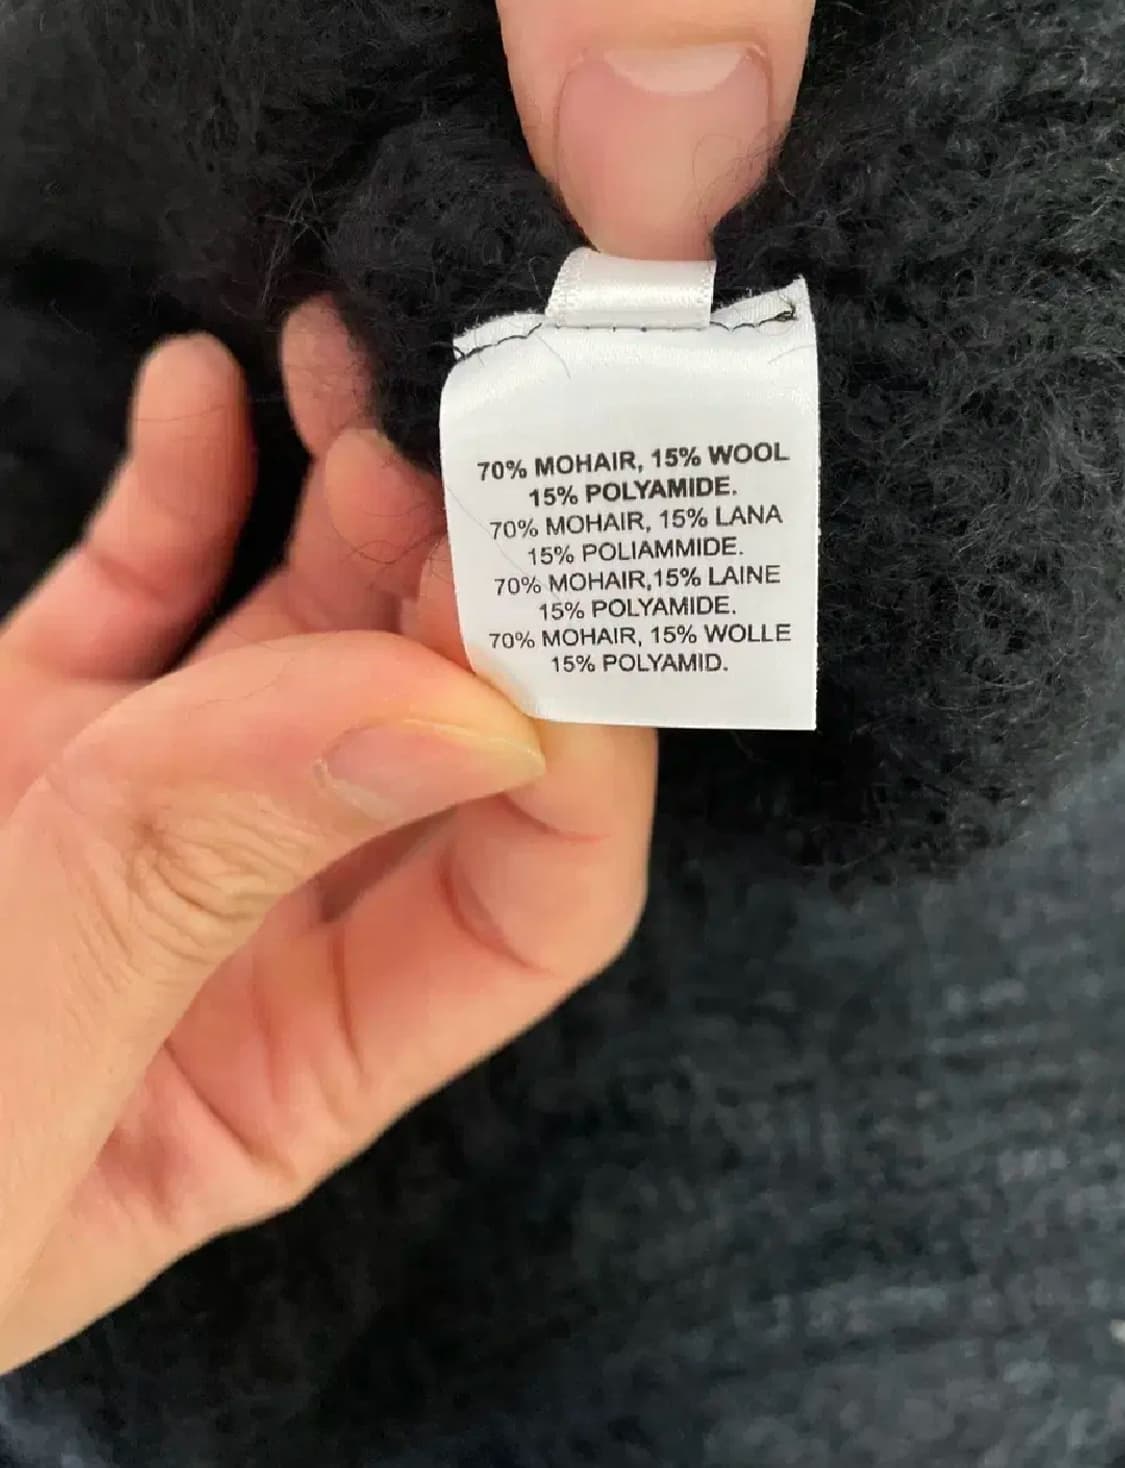 70% MOHAIR, 15% WOOL
15% POLYAMIDE.
70% MOHAIR, 15% LANA
15% POLIAMMIDE.
70% MOHAIR,15% LAINE
15% POLYAMIDE.
70% MOHAIR, 15% WOLLE
15% POLYAMID.